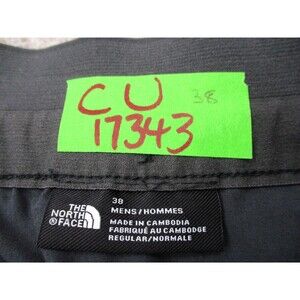 CU
38
17343
THE
NORTH
®FACE
38
MENS/HOMMES
MADE IN CAMBODIA
FABRIQUÉ AU CAMBODGE
REGULAR/NORMALE